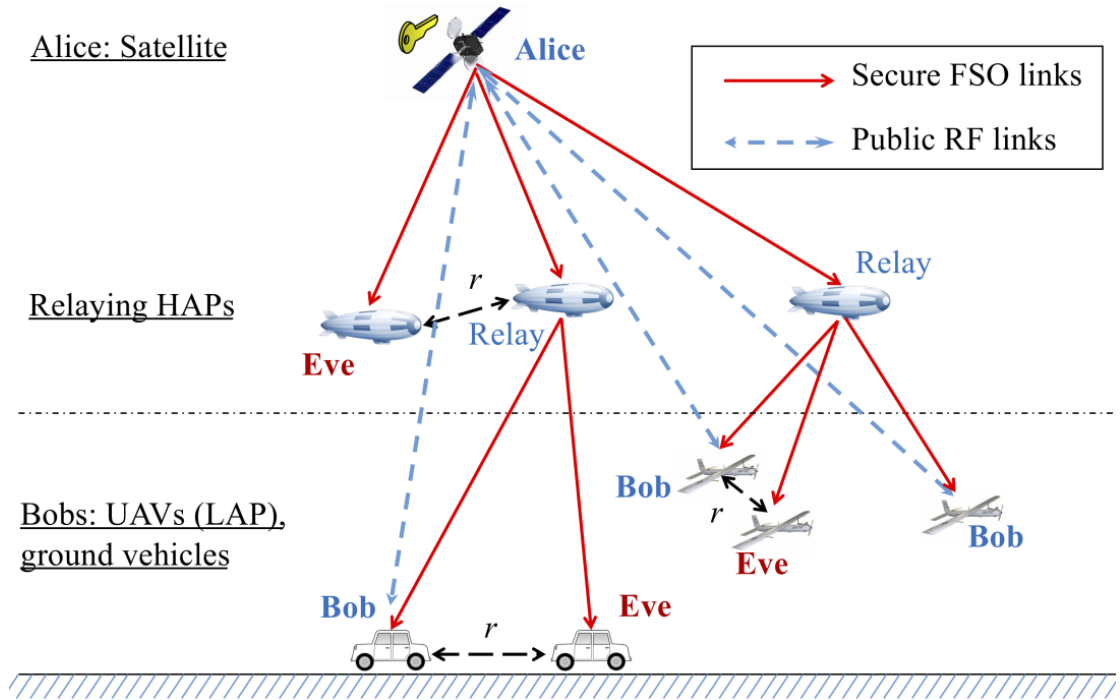 Alice: Satellite
Alice
Secure FSO links
Public RF links
Relaying HAPs
r
Relay
Relay
Eve
Bobs: UAVs (LAP),
ground vehicles
Bob
r
Eve
Bob
Bob
r
Eve